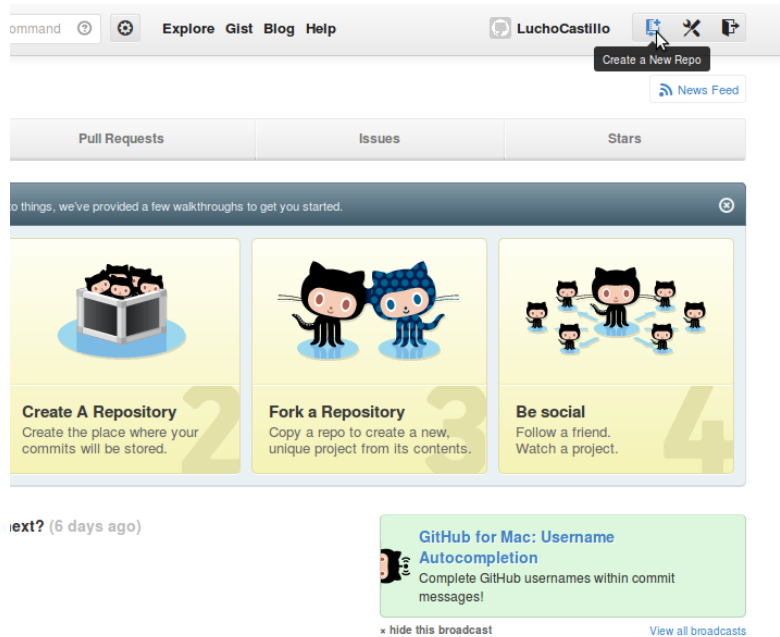 ommand
Explore Gist Blog Help
LuchoCastillo
Create a New Repo
News Feed
Pull Requests
Issues
Stars
to things, we've provided a few walkthroughs to get you started.
Create A Repository
Create the place where your
commits will be stored.
2
Fork a Repository
Copy a repo to create a new,
unique project from its contents.
3
Be social
Follow a friend.
Watch a project.
4
next? (6 days ago)
GitHub for Mac: Username
Autocompletion
Complete GitHub usernames within commit
messages!
× hide this broadcast
View all broadcasts